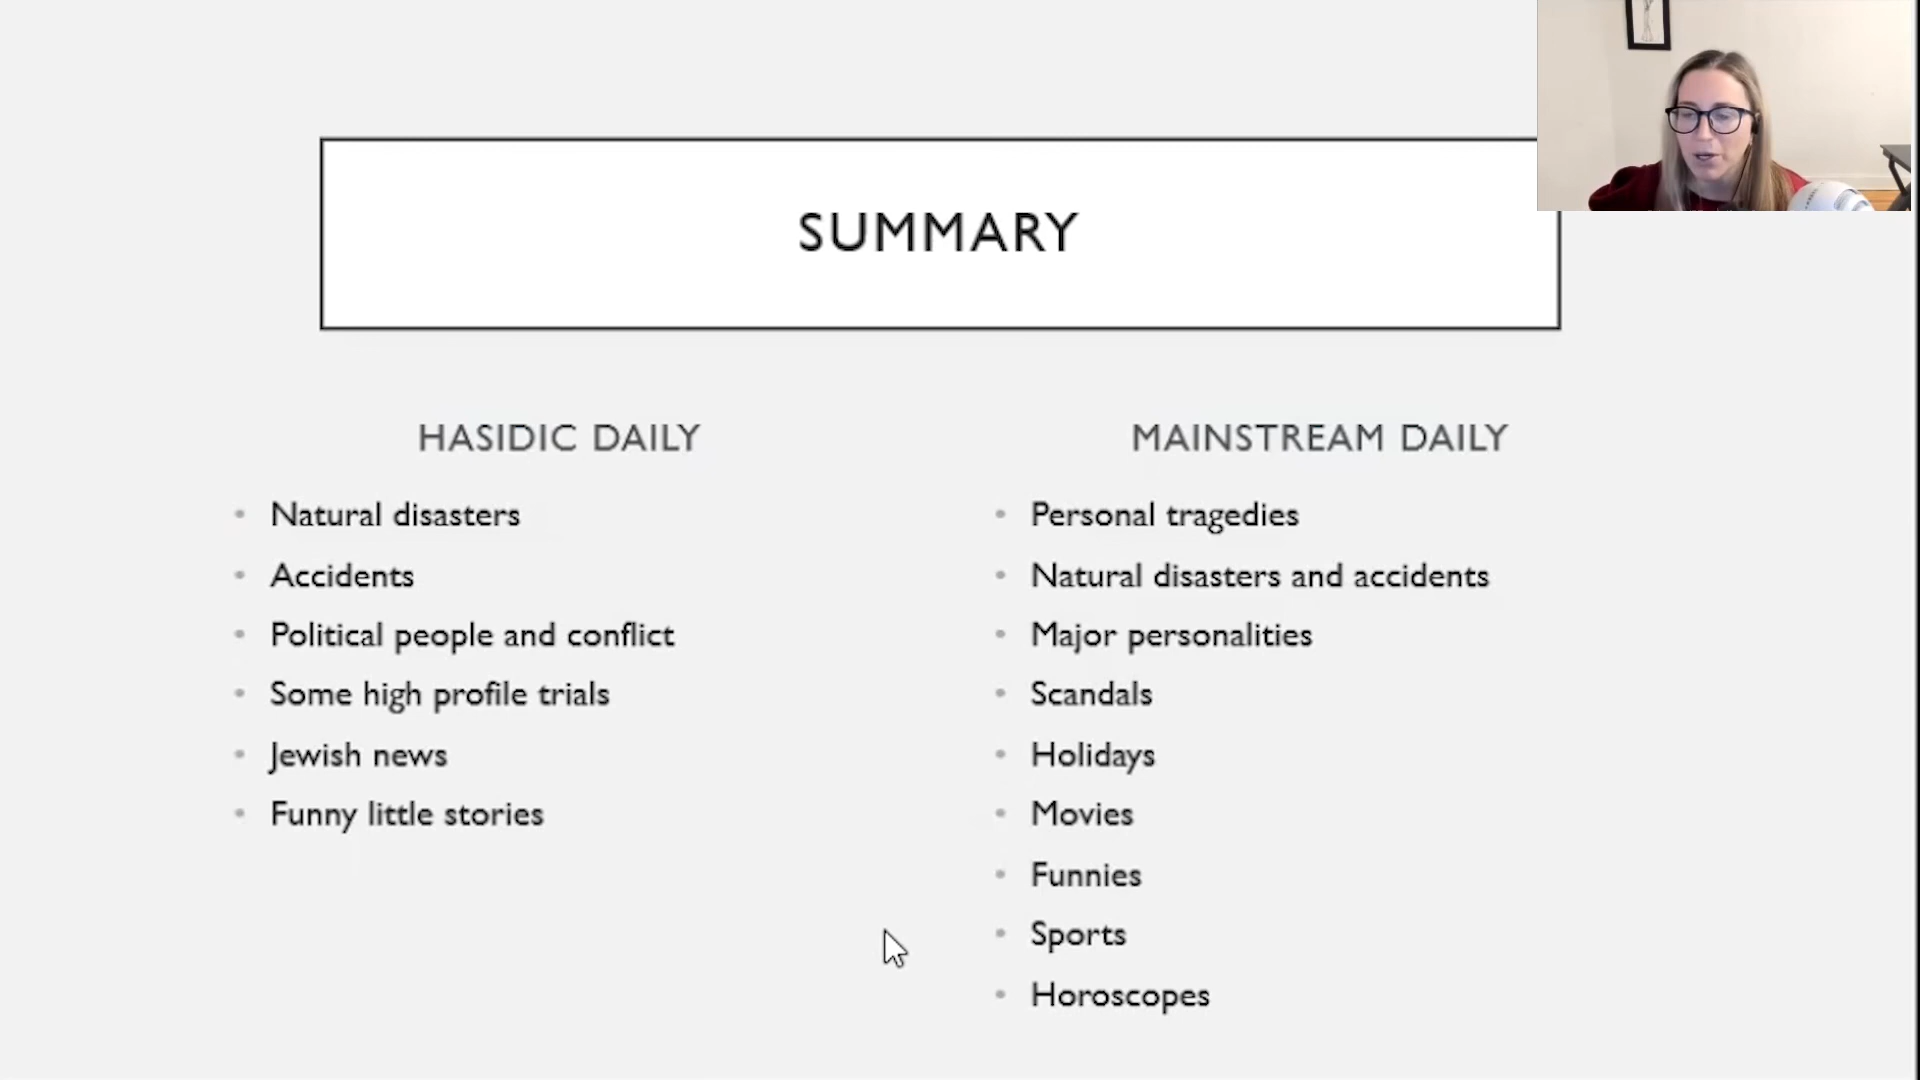 SUMMARY
HASIDIC DAILY
• Natural disasters
• Accidents
• Political people and conflict
• Some high profile trials
• Jewish news
• Funny little stories
MAINSTREAM DAILY
• Personal tragedies
• Natural disasters and accidents
• Major personalities
• Scandals
• Holidays
• Movies
• Funnies
• Sports
• Horoscopes